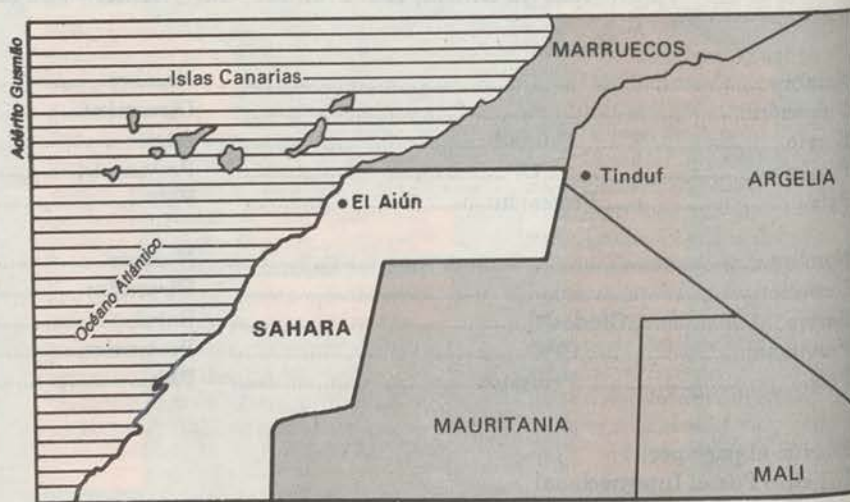 MARRUECOS
Islas Canarias
Adérito Gusmão
Tinduf
ARGELIA
El Aiún
Océano Atlántico
SAHARA
MAURITANIA
MALI